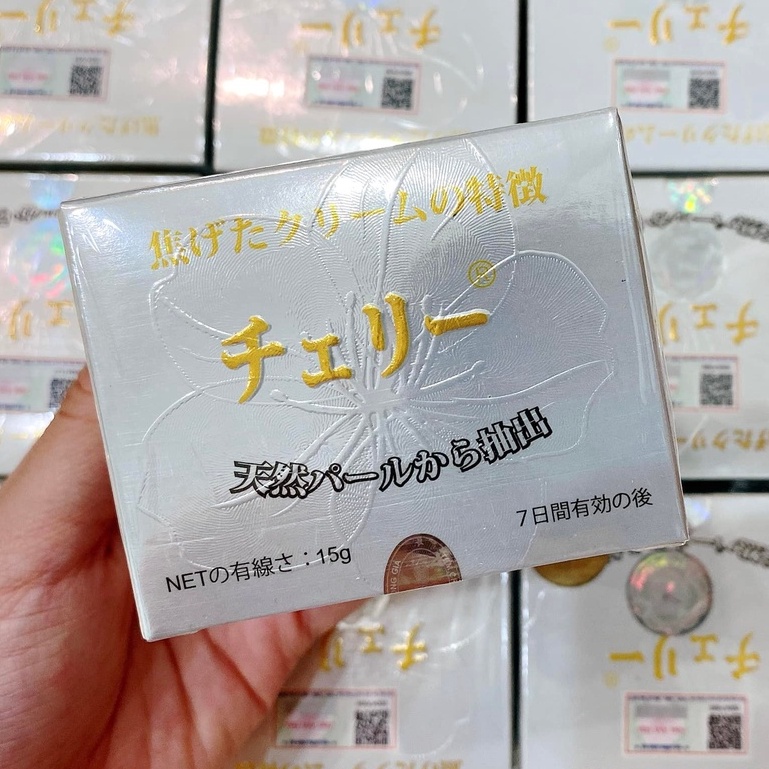 焦げたクリームの特徴
チェリー®
天然パールから抽出
7日間有効の後
NETの有線さ：15g